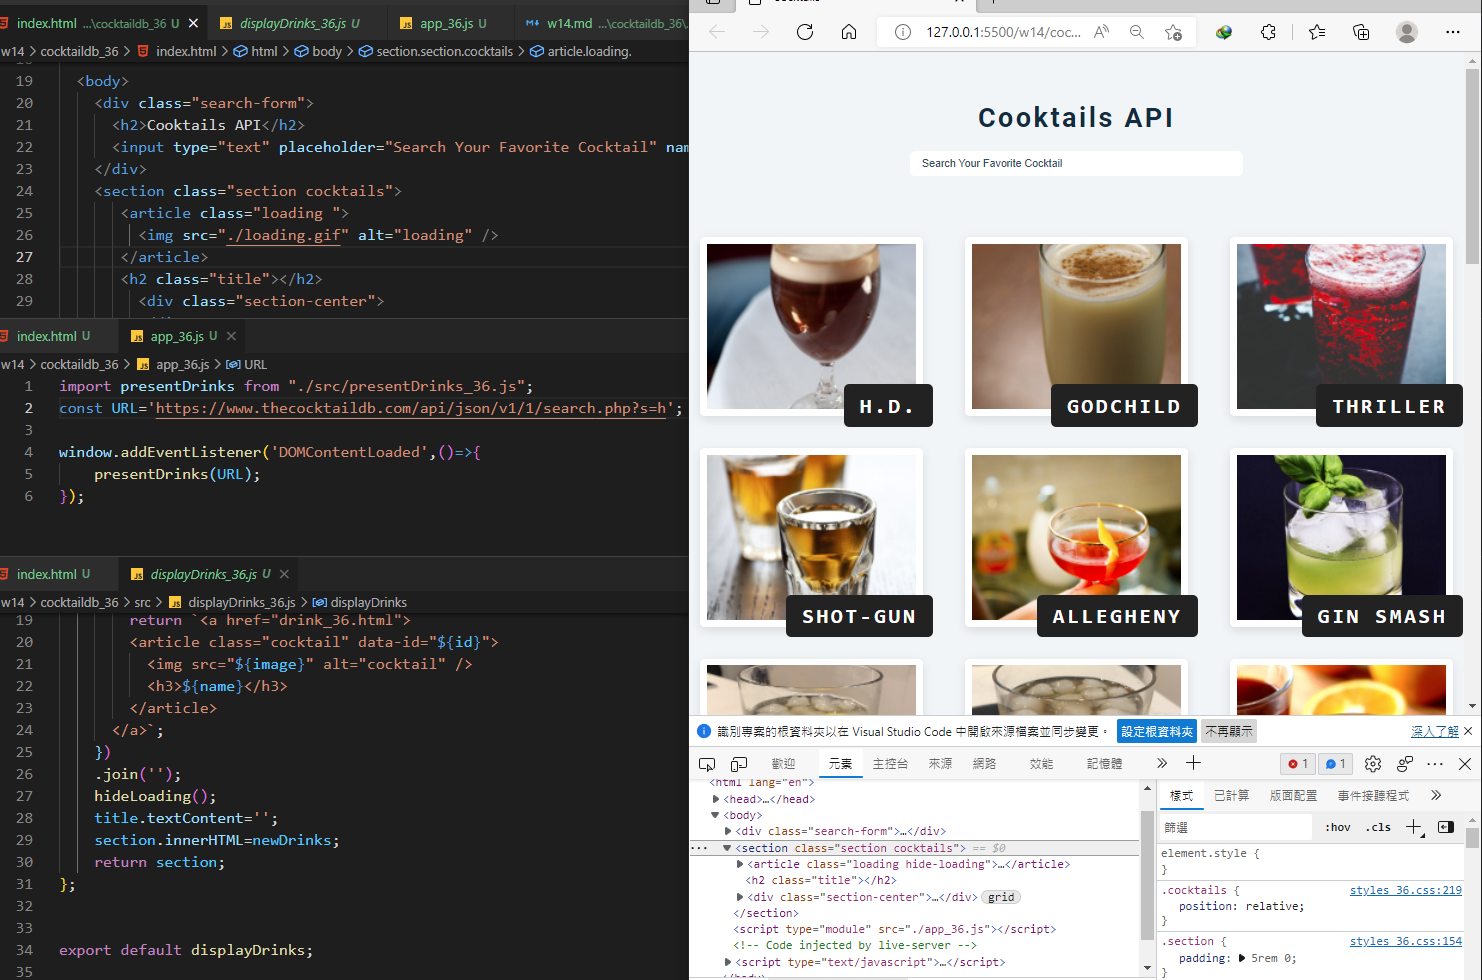 index.html ...\cocktaildb_36 U
displayDrinks_36.js U
app_36.js U
w14.md ...\cocktaildb_36\
w14 > cocktaildb_36 > index.html > html > body > section.section.cocktails > article.loading.
19 <body>
20 <div class="search-form">
21 <h2>Cooktails API</h2>
22 <input type="text" placeholder="Search Your Favorite Cocktail" nam
23 </div>
24 <section class="section cocktails">
25 <article class="loading ">
26 <img src="./loading.gif" alt="loading" />
27 </article>
28 <h2 class="title"></h2>
29 <div class="section-center">
index.html U
app_36.js U
w14 > cocktaildb_36 > app_36.js > URL
1 import presentDrinks from "./src/presentDrinks_36.js";
2 const URL='https://www.thecocktaildb.com/api/json/v1/1/search.php?s=h';
3
4 window.addEventListener('DOMContentLoaded',()=>{
5 presentDrinks(URL);
6 });
index.html U
displayDrinks_36.js U
w14 > cocktaildb_36 > src > displayDrinks_36.js > displayDrinks
19 return `<a href="drink_36.html">
20 <article class="cocktail" data-id="${id}">
21 <img src="${image}" alt="cocktail" />
22 <h3>${name}</h3>
23 </article>
24 </a>`;
25 })
26 .join('');
27 hideLoading();
28 title.textContent='';
29 section.innerHTML=newDrinks;
30 return section;
31 };
32
33
34 export default displayDrinks;
35
127.0.0.1:5500/w14/coc...
Cooktails API
Search Your Favorite Cocktail
H.D.
GODCHILD
THRILLER
SHOT-GUN
ALLEGHENY
GIN SMASH
識別專案的根資料夾以在 Visual Studio Code 中開啟來源檔案並同步變更。
設定根資料夾
不再顯示
深入了解
歡迎
元素
主控台
來源
網路
效能
記憶體
1
1
<html lang="en">
<head>…</head>
<body>
<div class="search-form">…</div>
<section class="section cocktails"> == $0
<article class="loading hide-loading">…</article>
<h2 class="title"></h2>
<div class="section-center">…</div> grid
</section>
<script type="module" src="./app_36.js"></script>
<!-- Code injected by live-server -->
<script type="text/javascript">…</script>
樣式
已計算
版面配置
事件接聽程式
篩選
:hov .cls
element.style {
}
.cocktails { styles_36.css:219
position: relative;
}
.section { styles_36.css:154
padding: 5rem 0;
}